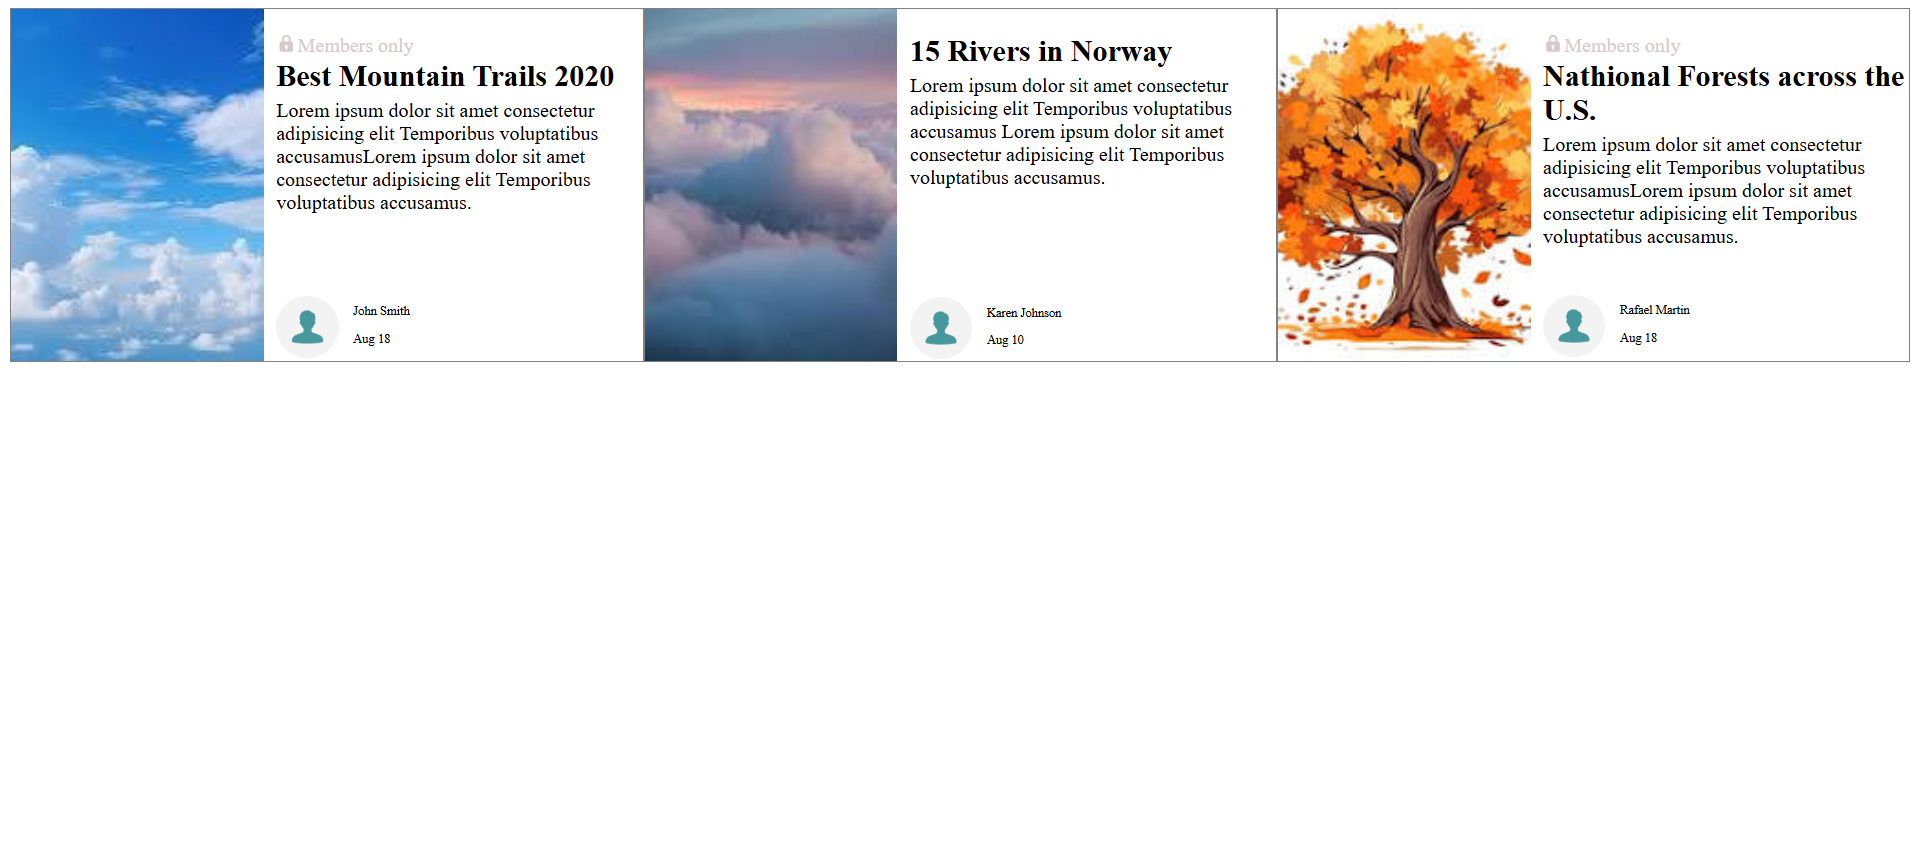 Members only
Best Mountain Trails 2020
Lorem ipsum dolor sit amet consectetur
adipisicing elit Temporibus voluptatibus
accusamusLorem ipsum dolor sit amet
consectetur adipisicing elit Temporibus
voluptatibus accusamus.
John Smith
Aug 18
15 Rivers in Norway
Lorem ipsum dolor sit amet consectetur
adipisicing elit Temporibus voluptatibus
accusamus Lorem ipsum dolor sit amet
consectetur adipisicing elit Temporibus
voluptatibus accusamus.
Karen Johnson
Aug 10
Members only
Nathional Forests across the
U.S.
Lorem ipsum dolor sit amet consectetur
adipisicing elit Temporibus voluptatibus
accusamusLorem ipsum dolor sit amet
consectetur adipisicing elit Temporibus
voluptatibus accusamus.
Rafael Martin
Aug 18